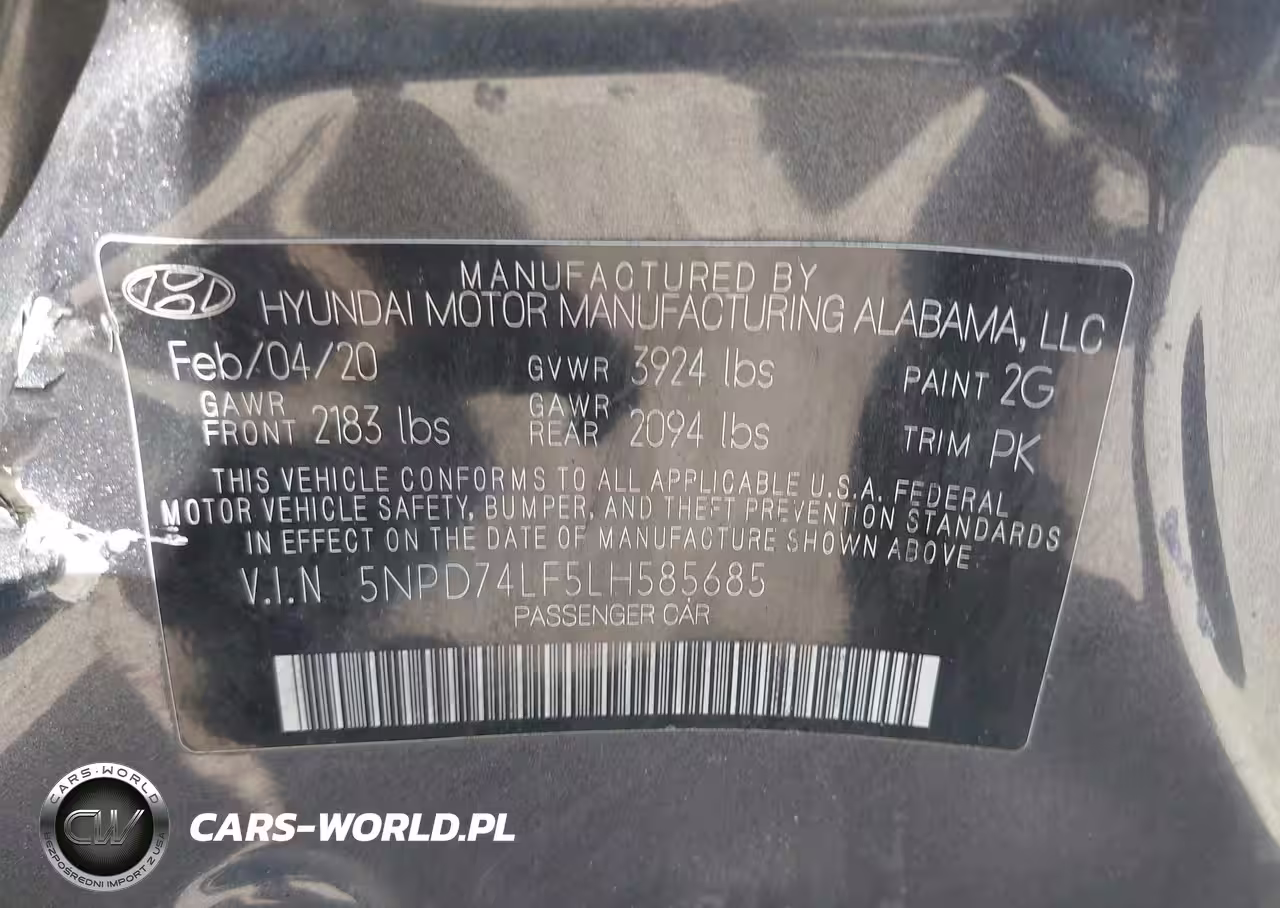 MANUFACTURED BY
HYUNDAI MOTOR MANUFACTURING ALABAMA, LLC
Feb/04/20 GVWR 3924 lbs PAINT 2G
GAWR FRONT 2183 lbs GAWR REAR 2094 lbs TRIM PK
THIS VEHICLE CONFORMS TO ALL APPLICABLE U.S.A. FEDERAL
MOTOR VEHICLE SAFETY, BUMPER, AND THEFT PREVENTION STANDARDS
IN EFFECT ON THE DATE OF MANUFACTURE SHOWN ABOVE.
V.I.N 5NPD74LF5LH585685
PASSENGER CAR
CARS-WORLD
CW
BEZPOŚREDNI IMPORT Z USA
CARS-WORLD.PL